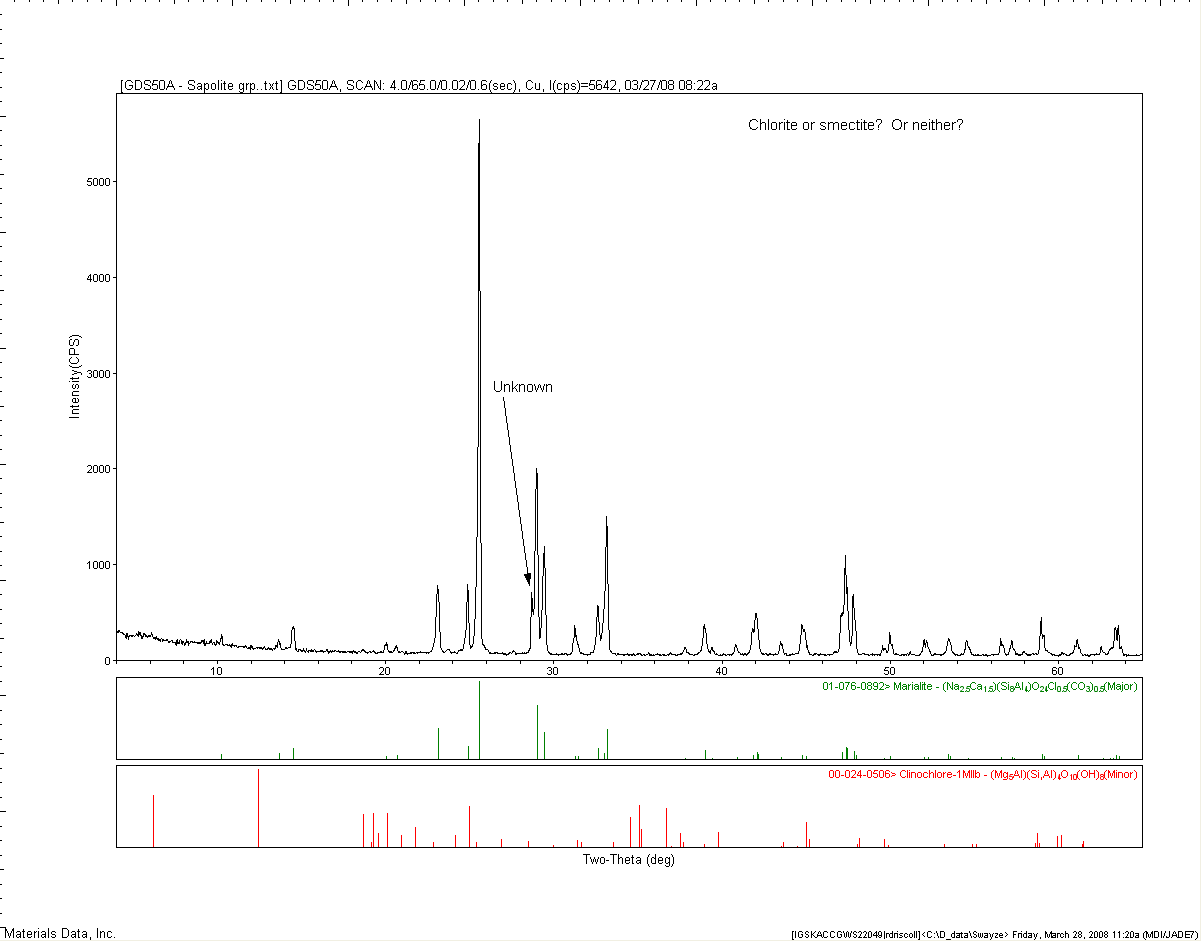 [GDS50A - Sapolite grp..txt] GDS50A, SCAN: 4.0/65.0/0.02/0.6(sec), Cu, I(cps)=5642, 03/27/08 08:22a
Chlorite or smectite? Or neither?
5000
4000
3000
2000
1000
0
Intensity(CPS)
Unknown
10 20 30 40 50 60
01-076-0892> Marialite - (Na2.5Ca1.5)(Si8Al4)O24Cl0.5(CO3)0.5(Major)
00-024-0506> Clinochlore-1MIIb - (Mg5Al)(Si,Al)4O10(OH)8(Minor)
Two-Theta (deg)
Materials Data, Inc.
[IGSKACCGWS22049|rdriscoll]<C:\D_data\Swayze> Friday, March 28, 2008 11:20a (MDI/JADE7)